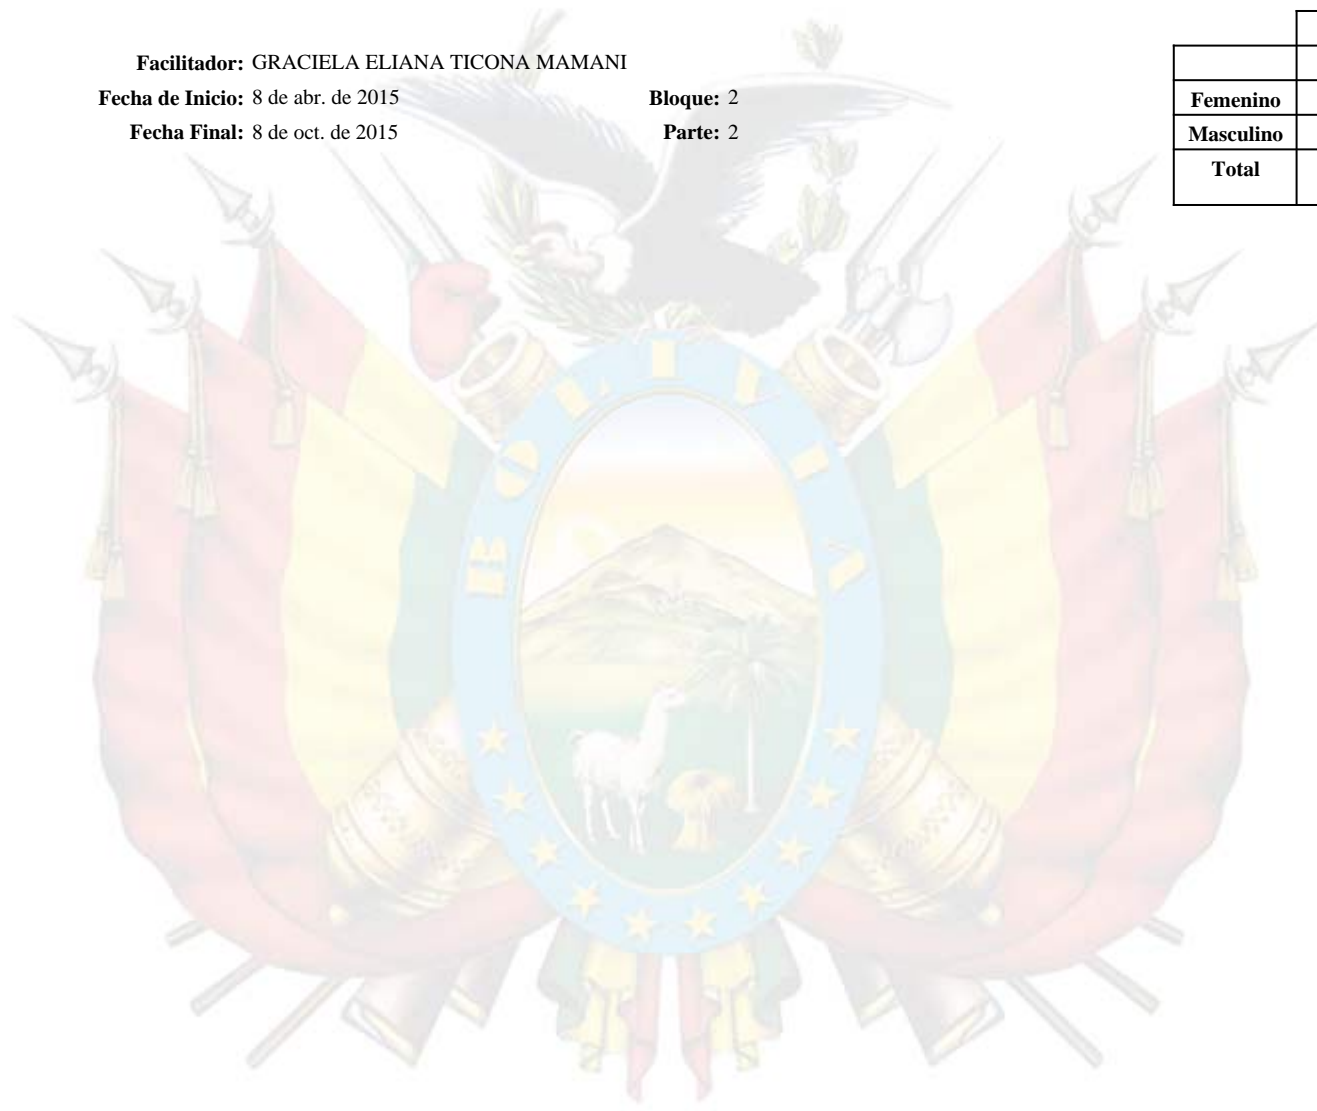 Facilitador: GRACIELA ELIANA TICONA MAMANI
Fecha de Inicio: 8 de abr. de 2015 Bloque: 2
Fecha Final: 8 de oct. de 2015 Parte: 2
Femenino
Masculino
Total
BOLIVIA